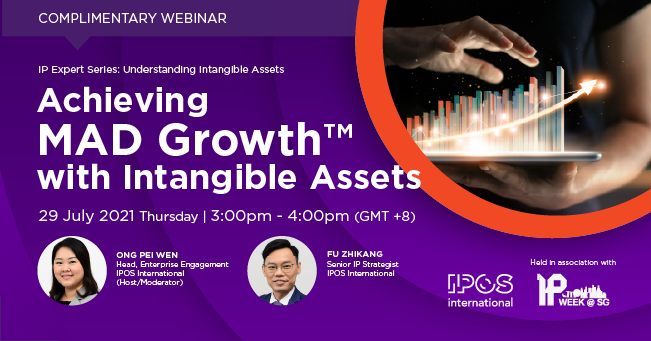 COMPLIMENTARY WEBINAR
IP Expert Series: Understanding Intangible Assets
Achieving
MAD Growth™
with Intangible Assets
29 July 2021 Thursday | 3:00pm - 4:00pm (GMT +8)
ONG PEI WEN
Head, Enterprise Engagement
IPOS International
(Host/Moderator)
FU ZHIKANG
Senior IP Strategist
IPOS International
IPOS
international
Held in association with
IP
WEEK @ SG